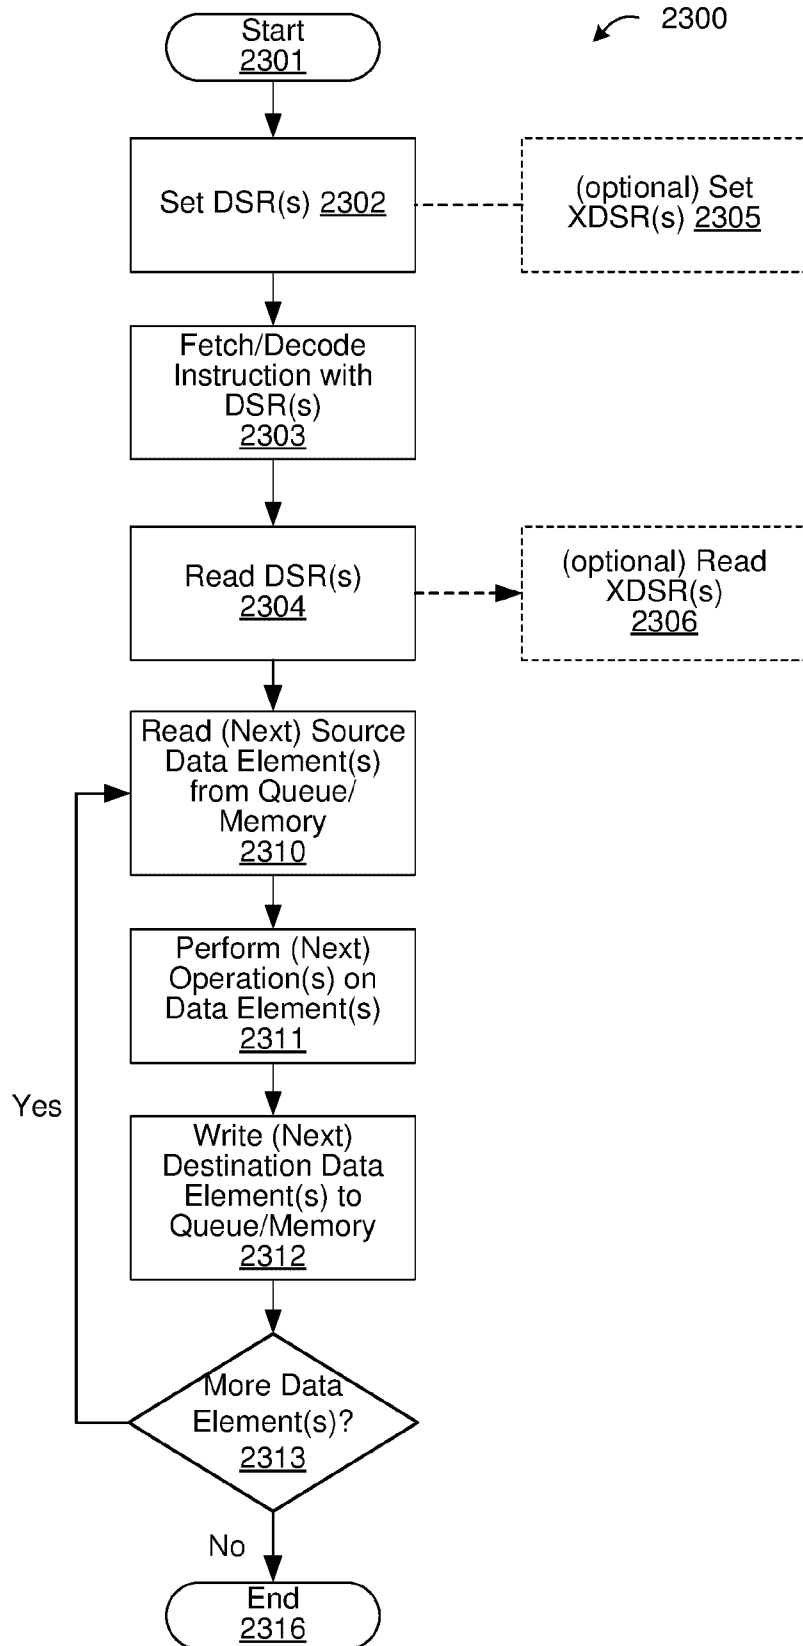 Start
2301
2300
Set DSR(s) 2302
(optional) Set
XDSR(s) 2305
Fetch/Decode
Instruction with
DSR(s)
2303
Read DSR(s)
2304
(optional) Read
XDSR(s)
2306
Read (Next) Source
Data Element(s)
from Queue/
Memory
2310
Perform (Next)
Operation(s) on
Data Element(s)
2311
Yes
Write (Next)
Destination Data
Element(s) to
Queue/Memory
2312
More Data
Element(s)?
2313
No
End
2316